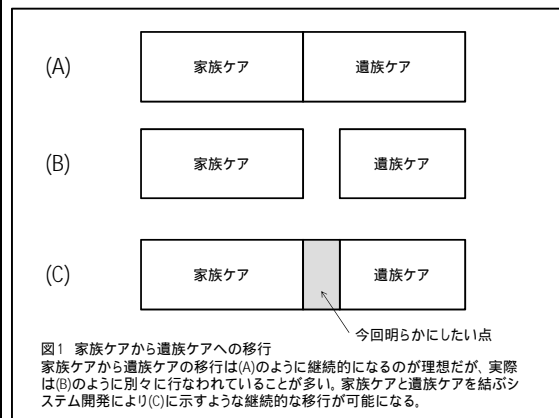 (A) 家族ケア 遺族ケア
(B) 家族ケア 遺族ケア
(C) 家族ケア 遺族ケア
今回明らかにしたい点
図1 家族ケアから遺族ケアへの移行
家族ケアから遺族ケアの移行は(A)のように継続的になるのが理想だが、実際
は(B)のように別々に行なわれていることが多い。家族ケアと遺族ケアを結ぶシ
ステム開発により(C)に示すような継続的な移行が可能になる。